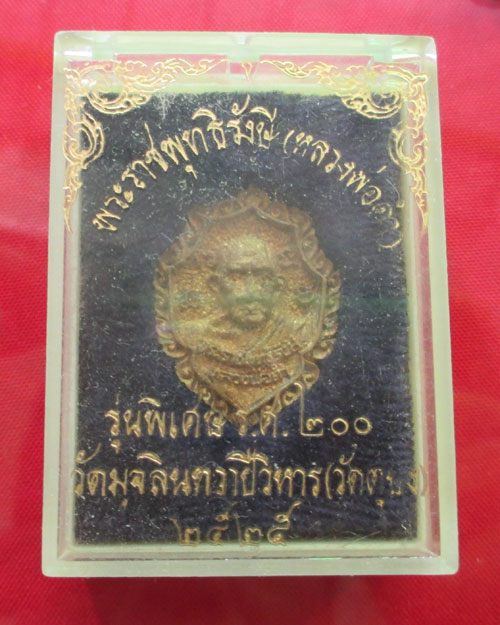 พระราชพุทธิรังษี (หลวงพ่อดำ)
รุ่นพิเศษ ร.ศ. ๒๐๐
วัดมุจลินทวาปีวิหาร(วัดตุยง)
๒๕๒๕